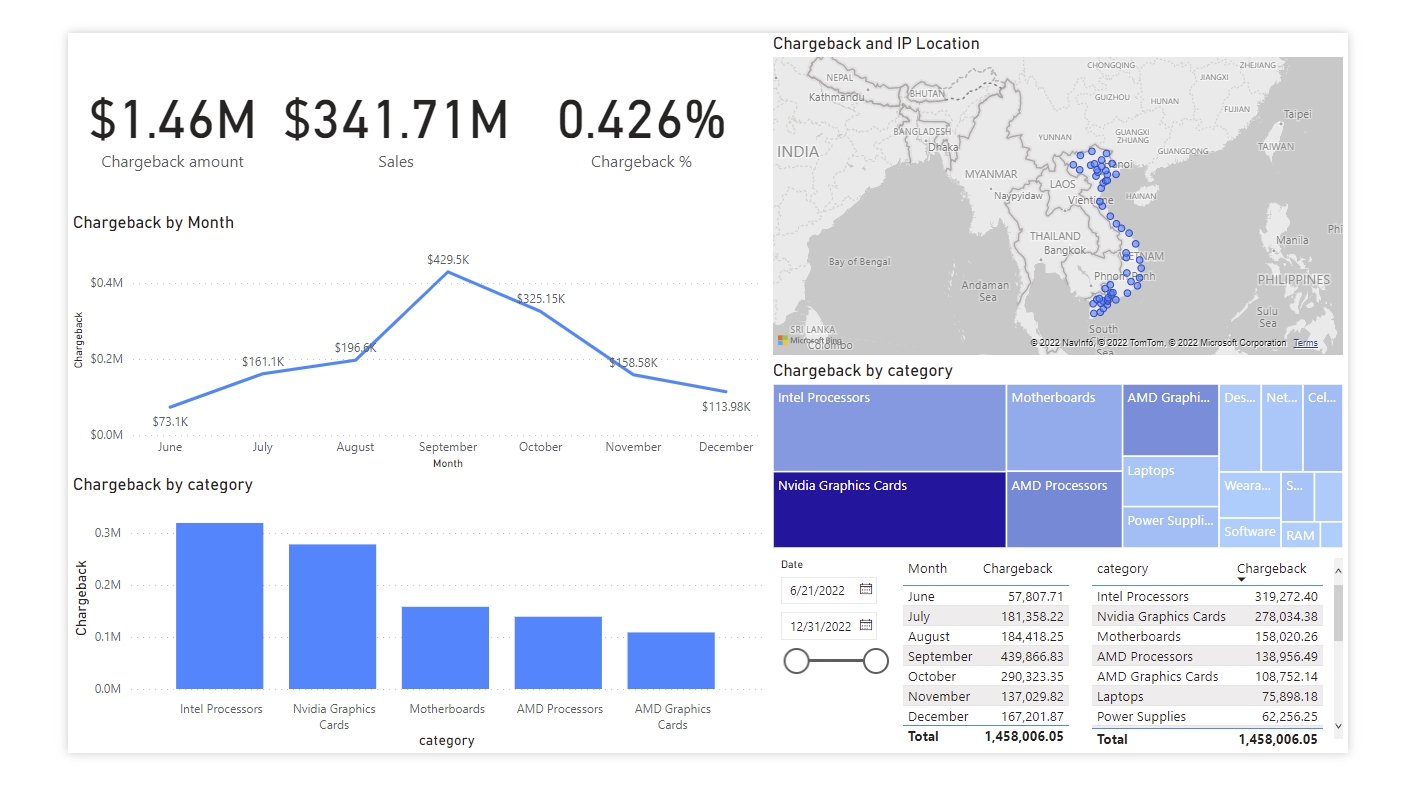 $1.46M
Chargeback amount
$341.71M
Sales
0.426%
Chargeback %
Chargeback by Month
Chargeback
$0.4M
$0.2M
$0.0M
$73.1K
$161.1K
$196.6K
$429.5K
$325.15K
$158.58K
$113.98K
June July August September October November December
Month
Chargeback by category
Chargeback
0.3M
0.2M
0.1M
0.0M
Intel Processors
Nvidia Graphics
Cards
Motherboards
AMD Processors
AMD Graphics
Cards
category
Chargeback and IP Location
CHONGQING
ZHEJIANG
NEPAL
JIANGXI
Kathmandu
BHUTAN
GUIZHOU
HUNAN
FUJIAN
Taipei
BANGLADESH
Dhaka
YUNNAN
GUANGXI
ZHUANG
GUANGDONG
TAIWAN
INDIA
MYANMAR
LAOS
Naypyidaw
HAINAN
THAILAND
Bangkok
Manila
Phi
Bay of Bengal
PHILIPPINES
Andaman
Sea
Sulu
Sea
SRI LANKA
Colombo
South
Microsoft Bing
© 2022 NavInfo, © 2022 TomTom, © 2022 Microsoft Corporation Terms
Chargeback by category
Intel Processors
Nvidia Graphics Cards
Motherboards
AMD Processors
AMD Graphi...
Laptops
Power Suppli...
Des...
Net...
Cel...
Weara...
S...
Software
RAM
Date
6/21/2022
12/31/2022
Month Chargeback
June 57,807.71
July 181,358.22
August 184,418.25
September 439,866.83
October 290,323.35
November 137,029.82
December 167,201.87
Total 1,458,006.05
category Chargeback
Intel Processors 319,272.40
Nvidia Graphics Cards 278,034.38
Motherboards 158,020.26
AMD Processors 138,956.49
AMD Graphics Cards 108,752.14
Laptops 75,898.18
Power Supplies 62,256.25
Total 1,458,006.05